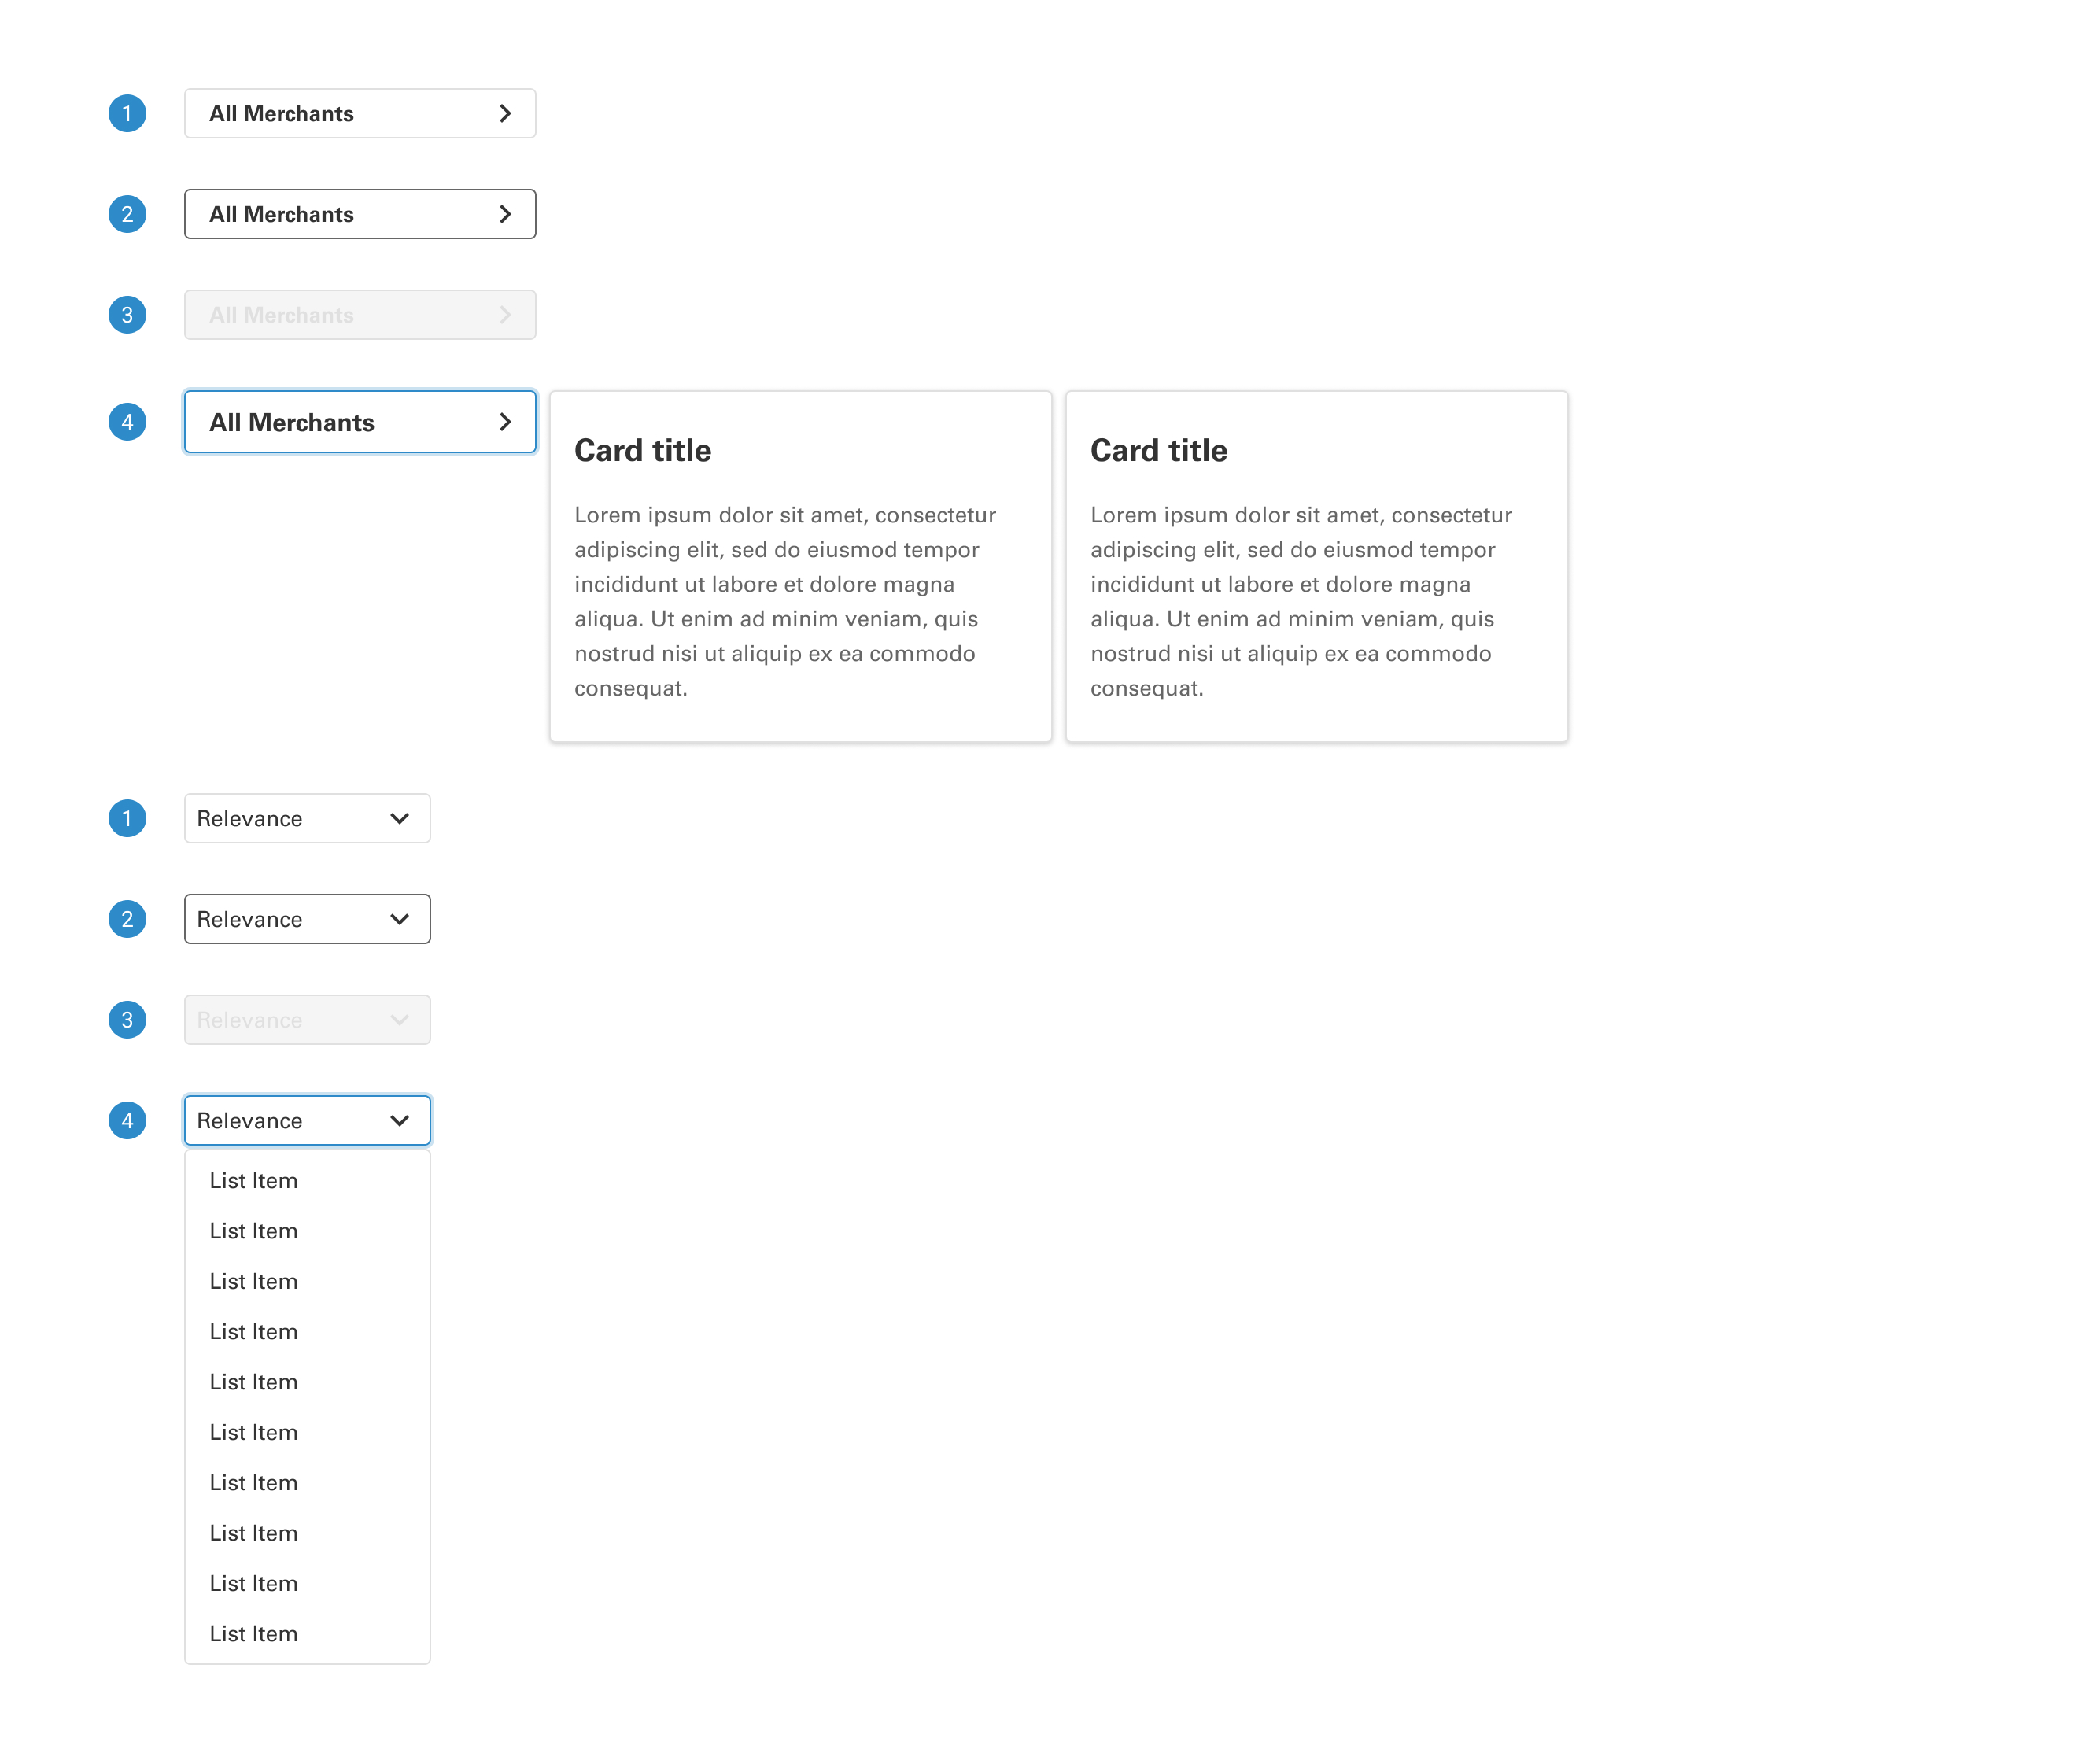 1
All Merchants
2
All Merchants
3
All Merchants
4
All Merchants
Card title
Lorem ipsum dolor sit amet, consectetur
adipiscing elit, sed do eiusmod tempor
incididunt ut labore et dolore magna
aliqua. Ut enim ad minim veniam, quis
nostrud nisi ut aliquip ex ea commodo
consequat.
Card title
Lorem ipsum dolor sit amet, consectetur
adipiscing elit, sed do eiusmod tempor
incididunt ut labore et dolore magna
aliqua. Ut enim ad minim veniam, quis
nostrud nisi ut aliquip ex ea commodo
consequat.
1
Relevance
2
Relevance
3
Relevance
4
Relevance
List Item
List Item
List Item
List Item
List Item
List Item
List Item
List Item
List Item
List Item